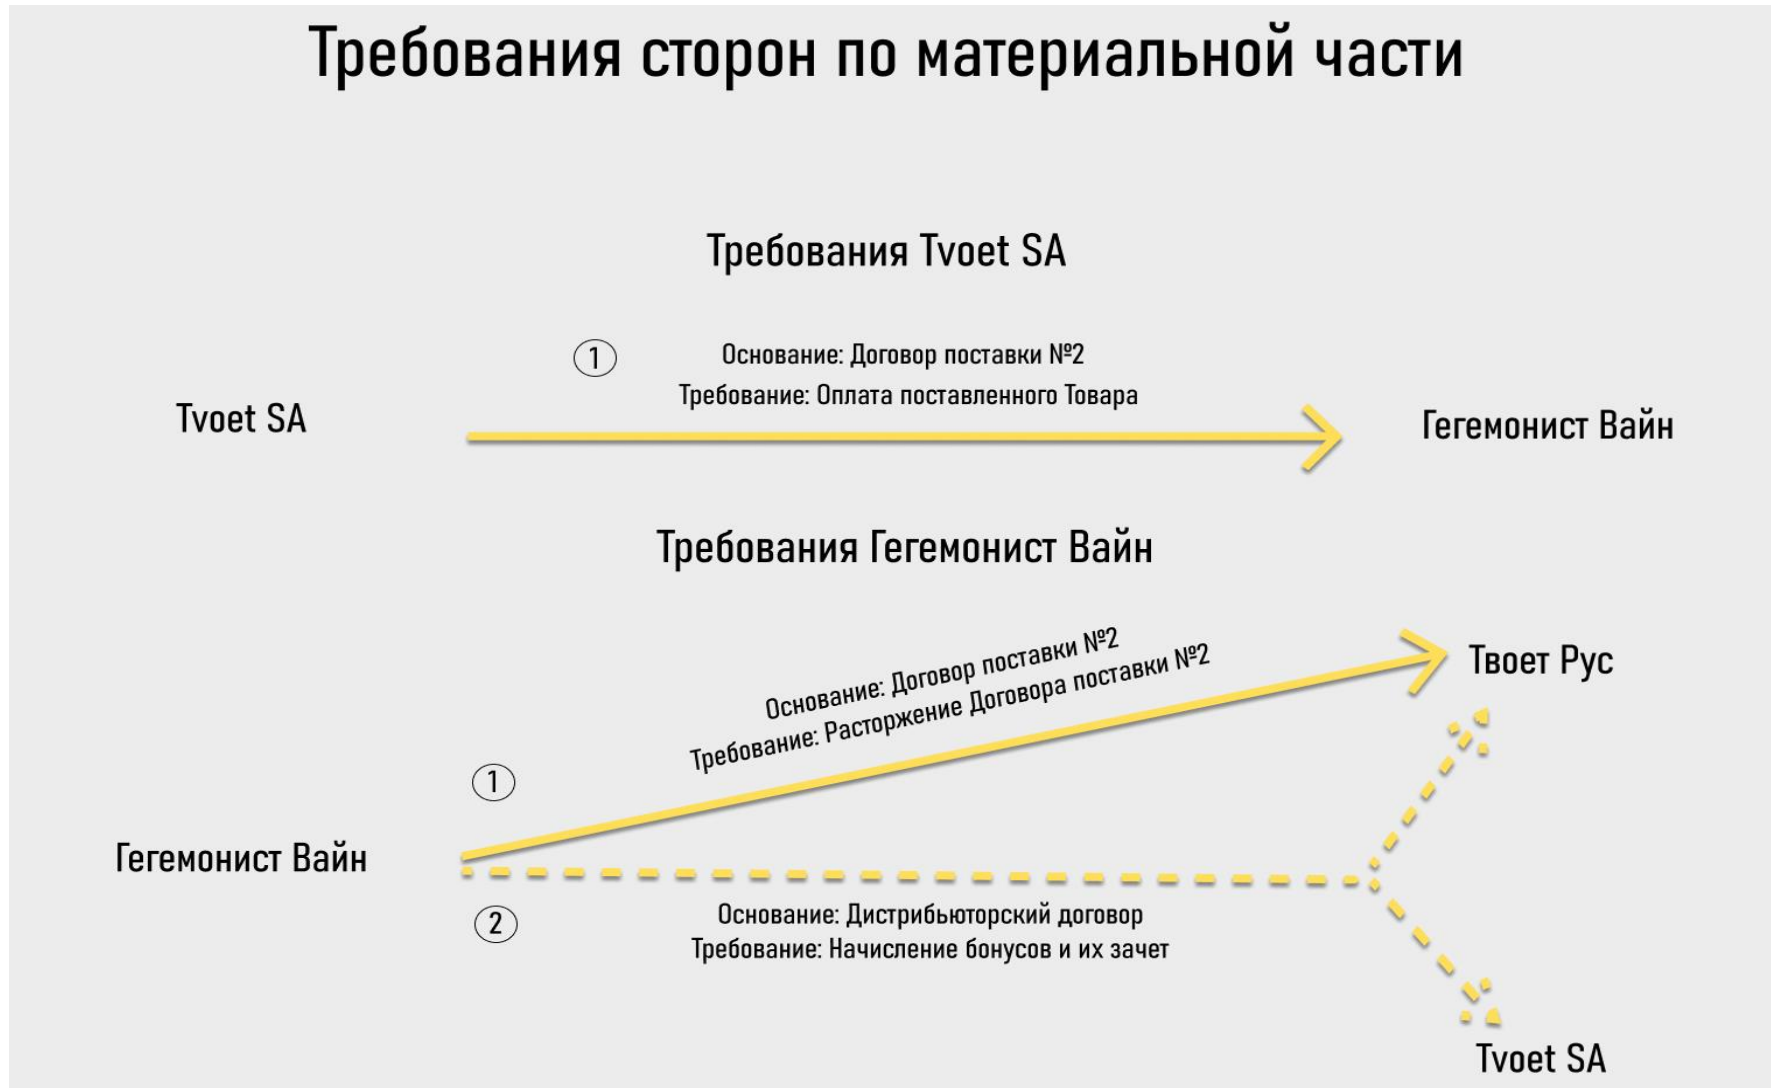 Требования сторон по материальной части
Требования Tvoet SA
1
Основание: Договор поставки №2
Требование: Оплата поставленного Товара
Tvoet SA
Гегемонист Вайн
Требования Гегемонист Вайн
Основание: Договор поставки №2
Требование: Расторжение Договора поставки №2
Твоет Рус
1
Гегемонист Вайн
2
Основание: Дистрибьюторский договор
Требование: Начисление бонусов и их зачет
Tvoet SA